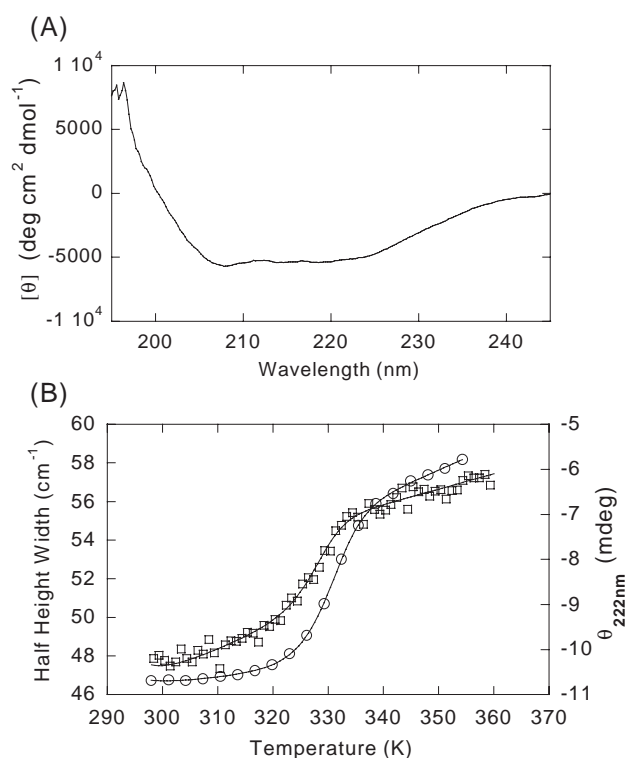 (A)
1 10⁴
5000
0
-5000
-1 10⁴
[θ] (deg cm² dmol⁻¹)
200 210 220 230 240
Wavelength (nm)
(B)
60
58
56
54
52
50
48
46
Half Height Width (cm⁻¹)
-5
-6
-7
-8
-9
-10
-11
θ222nm (mdeg)
290 300 310 320 330 340 350 360 370
Temperature (K)